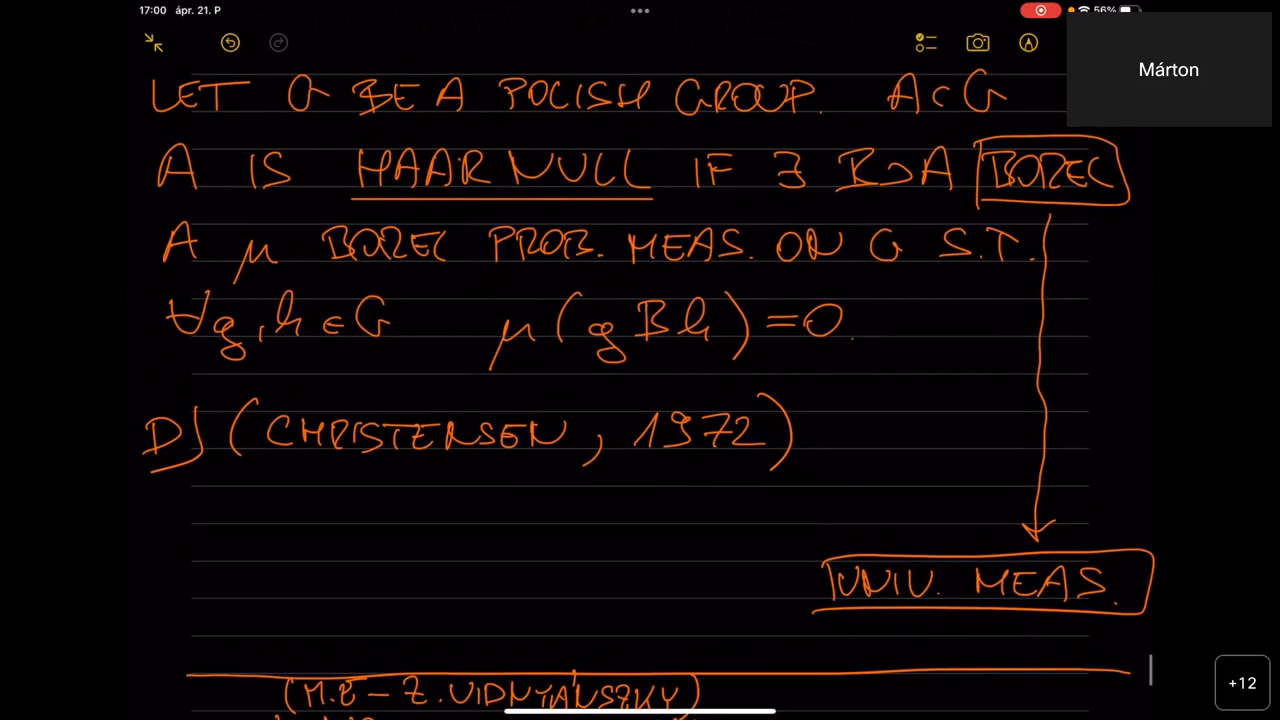 17:00 ápr. 21. P
56%
Márton
LET G BE A POLISH GROUP. A⊂G
A IS HAAR NULL IF ∃ B⊃A BOREL
A μ BOREL PROB. MEAS. ON G S.T.
∀g,h∈G μ(gBh)=0.
D) (CHRISTENSEN, 1972)
UNIV. MEAS.
(M.E – Z. VIDNYÁNSZKY)
+12